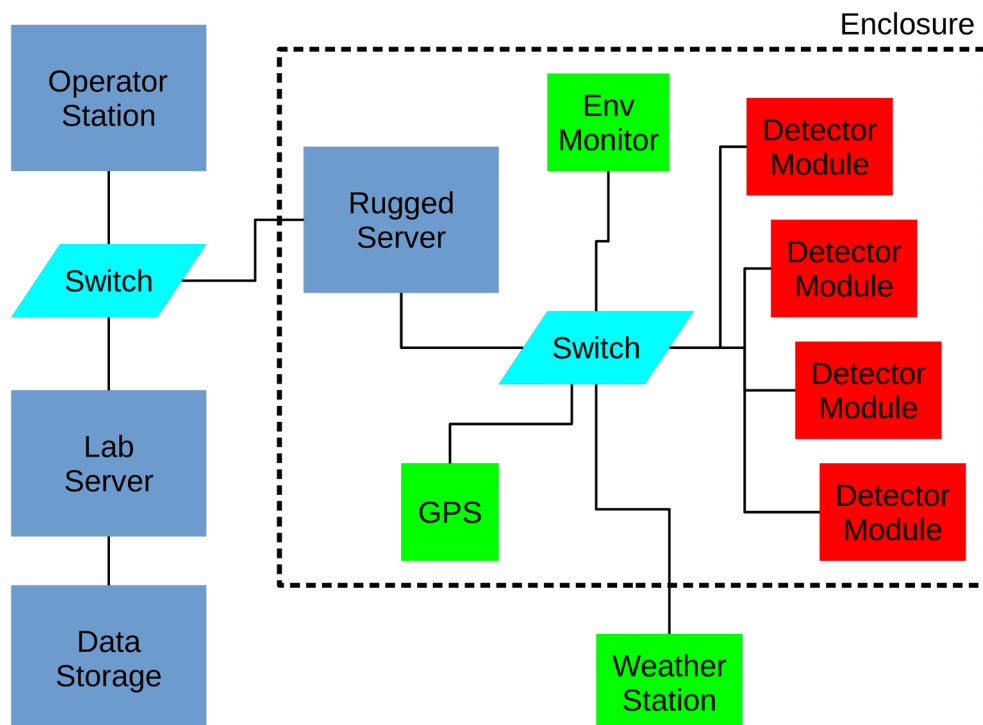 Enclosure
Operator
Station
Env
Monitor
Detector
Module
Rugged
Server
Switch
Detector
Module
Switch
Detector
Module
Lab
Server
GPS
Detector
Module
Data
Storage
Weather
Station